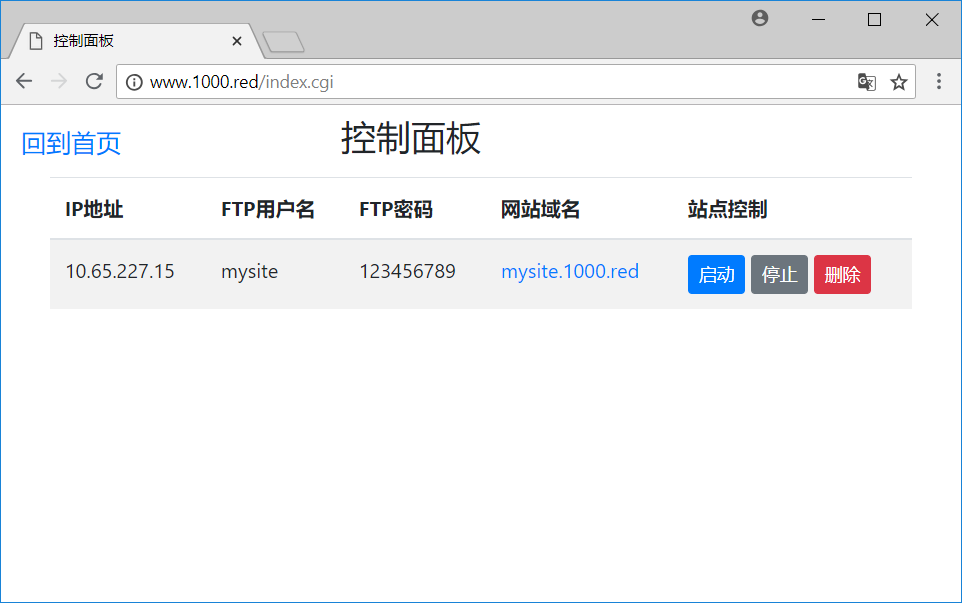 控制面板
www.1000.red/index.cgi
回到首页 控制面板
IP地址 FTP用户名 FTP密码 网站域名 站点控制
10.65.227.15 mysite 123456789 mysite.1000.red 启动 停止 删除